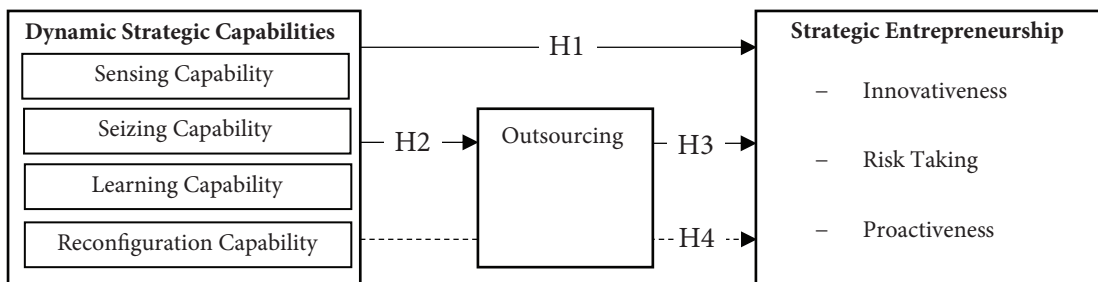 Dynamic Strategic Capabilities
Sensing Capability
Seizing Capability
Learning Capability
Reconfiguration Capability
H1
H2
Outsourcing
H3
H4
Strategic Entrepreneurship
– Innovativeness
– Risk Taking
– Proactiveness